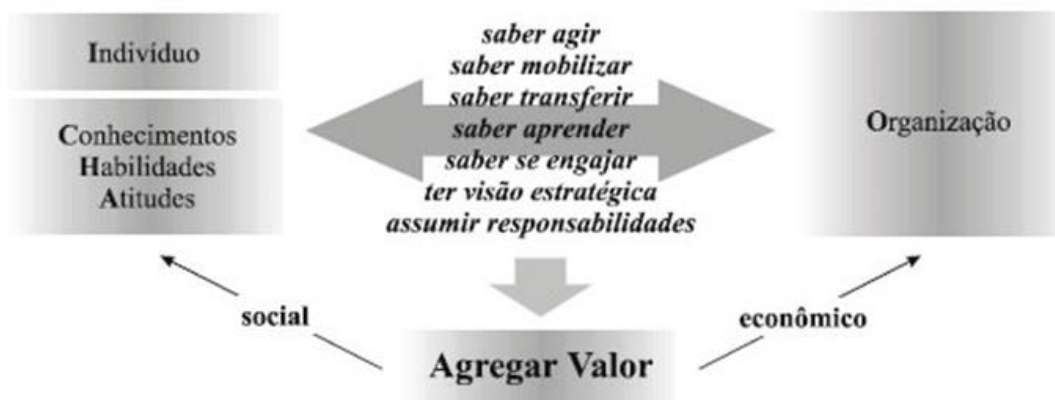 Indivíduo
Conhecimentos
Habilidades
Atitudes
saber agir
saber mobilizar
saber transferir
saber aprender
saber se engajar
ter visão estratégica
assumir responsabilidades
Organização
social
econômico
Agregar Valor